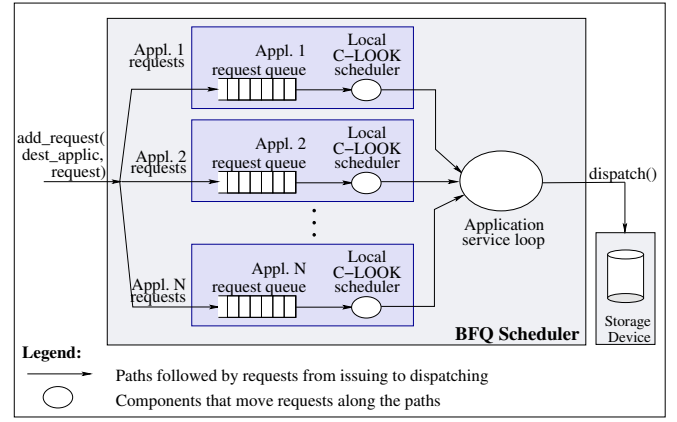 Appl. 1
requests
Appl. 1
request queue
Local
C−LOOK
scheduler
add_request(
dest_applic,
request)
Appl. 2
requests
Appl. 2
request queue
Local
C−LOOK
scheduler
Application
service loop
dispatch()
Appl. N
requests
Appl. N
request queue
Local
C−LOOK
scheduler
BFQ Scheduler
Storage
Device
Legend:
Paths followed by requests from issuing to dispatching
Components that move requests along the paths